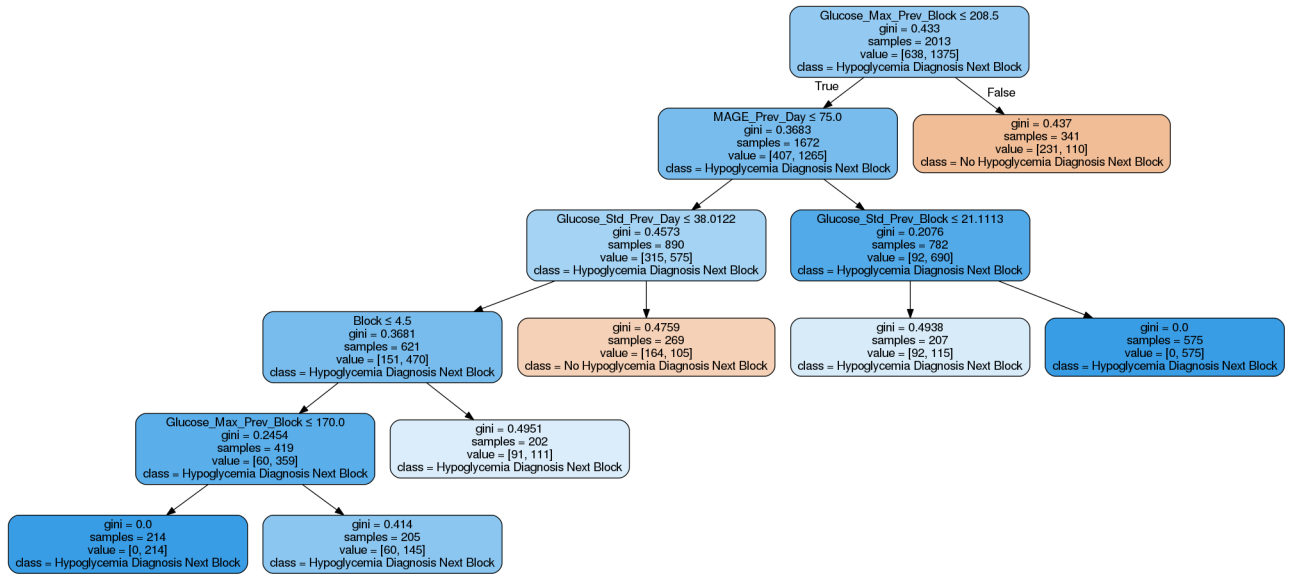 Glucose_Max_Prev_Block ≤ 208.5
gini = 0.433
samples = 2013
value = [638, 1375]
class = Hypoglycemia Diagnosis Next Block
True
False
MAGE_Prev_Day ≤ 75.0
gini = 0.3683
samples = 1672
value = [407, 1265]
class = Hypoglycemia Diagnosis Next Block
gini = 0.437
samples = 341
value = [231, 110]
class = No Hypoglycemia Diagnosis Next Block
Glucose_Std_Prev_Day ≤ 38.0122
gini = 0.4573
samples = 890
value = [315, 575]
class = Hypoglycemia Diagnosis Next Block
Glucose_Std_Prev_Block ≤ 21.1113
gini = 0.2076
samples = 782
value = [92, 690]
class = Hypoglycemia Diagnosis Next Block
Block ≤ 4.5
gini = 0.3681
samples = 621
value = [151, 470]
class = Hypoglycemia Diagnosis Next Block
gini = 0.4759
samples = 269
value = [164, 105]
class = No Hypoglycemia Diagnosis Next Block
gini = 0.4938
samples = 207
value = [92, 115]
class = Hypoglycemia Diagnosis Next Block
gini = 0.0
samples = 575
value = [0, 575]
class = Hypoglycemia Diagnosis Next Block
Glucose_Max_Prev_Block ≤ 170.0
gini = 0.2454
samples = 419
value = [60, 359]
class = Hypoglycemia Diagnosis Next Block
gini = 0.4951
samples = 202
value = [91, 111]
class = Hypoglycemia Diagnosis Next Block
gini = 0.0
samples = 214
value = [0, 214]
class = Hypoglycemia Diagnosis Next Block
gini = 0.414
samples = 205
value = [60, 145]
class = Hypoglycemia Diagnosis Next Block